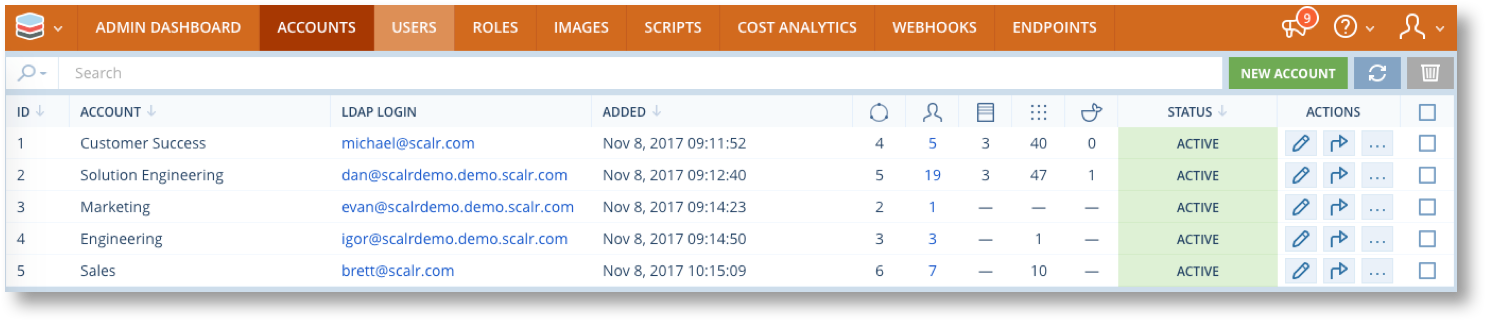 ADMIN DASHBOARD ACCOUNTS USERS ROLES IMAGES SCRIPTS COST ANALYTICS WEBHOOKS ENDPOINTS 9
Search NEW ACCOUNT
ID ACCOUNT LDAP LOGIN ADDED STATUS ACTIONS
1 Customer Success michael@scalr.com Nov 8, 2017 09:11:52 4 5 3 40 0 ACTIVE ...
2 Solution Engineering dan@scalrdemo.demo.scalr.com Nov 8, 2017 09:12:40 5 19 3 47 1 ACTIVE ...
3 Marketing evan@scalrdemo.demo.scalr.com Nov 8, 2017 09:14:23 2 1 — — — ACTIVE ...
4 Engineering igor@scalrdemo.demo.scalr.com Nov 8, 2017 09:14:50 3 3 — 1 — ACTIVE ...
5 Sales brett@scalr.com Nov 8, 2017 10:15:09 6 7 — 10 — ACTIVE ...